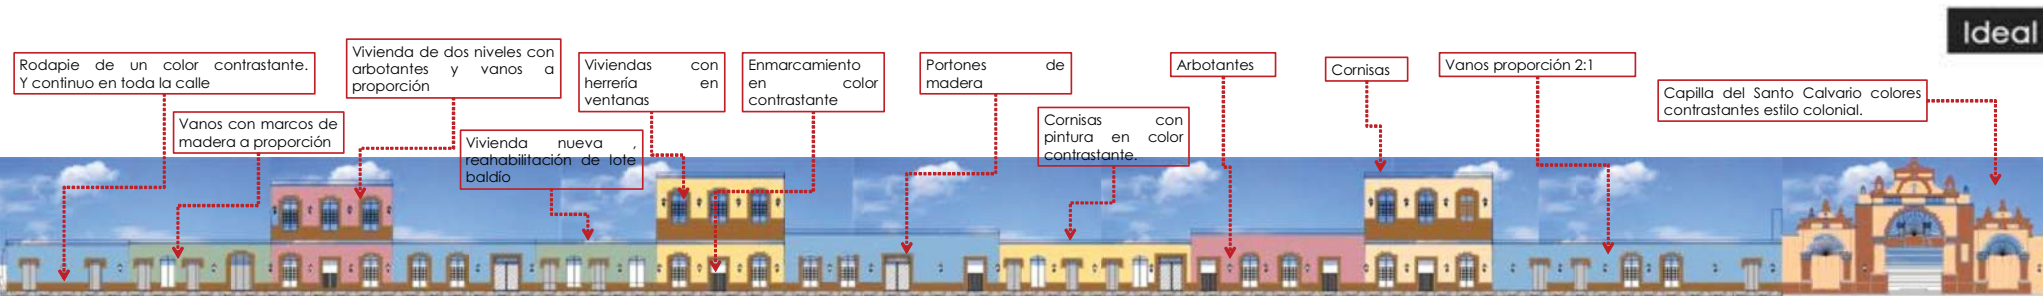 Ideal
Rodapie de un color contrastante.
Y continuo en toda la calle
Vanos con marcos de
madera a proporción
Vivienda de dos niveles con
arbotantes y vanos a
proporción
Vivienda nueva ,
reahabilitación de lote
baldío
Viviendas con
herrería en
ventanas
Enmarcamiento
en color
contrastante
Portones de
madera
Cornisas con
pintura en color
contrastante.
Arbotantes
Cornisas
Vanos proporción 2:1
Capilla del Santo Calvario colores
contrastantes estilo colonial.